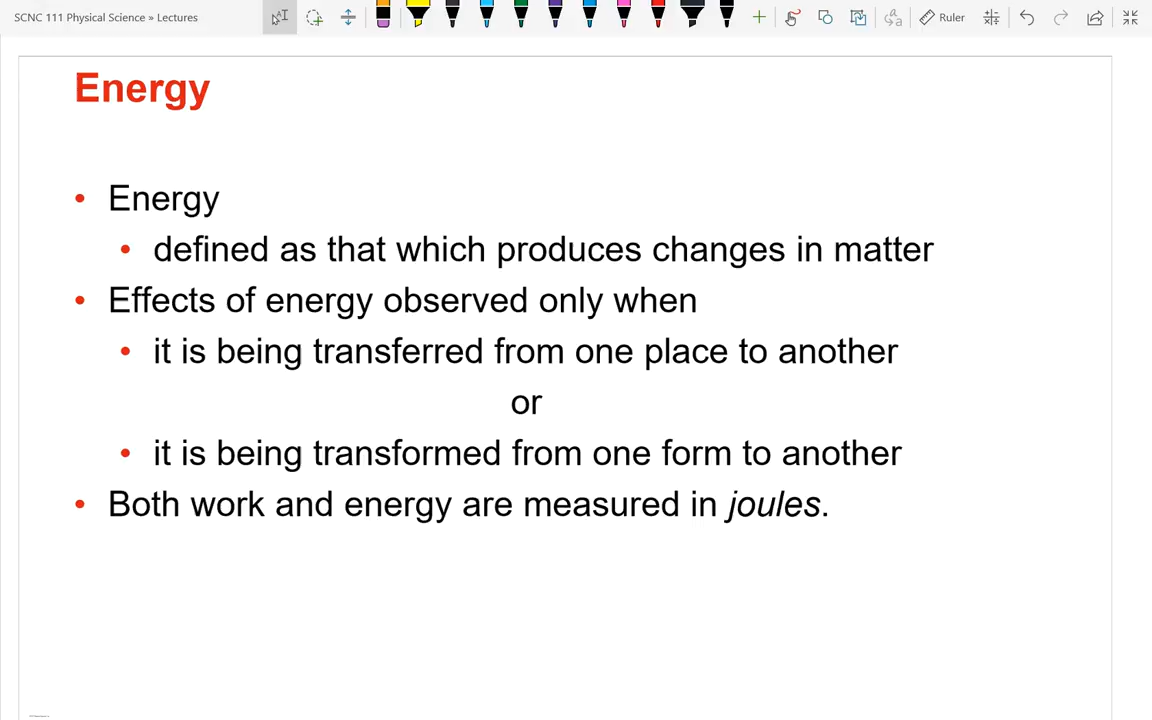 SCNC 111 Physical Science » Lectures
Ruler
Energy
• Energy
• defined as that which produces changes in matter
• Effects of energy observed only when
• it is being transferred from one place to another
or
• it is being transformed from one form to another
• Both work and energy are measured in joules.